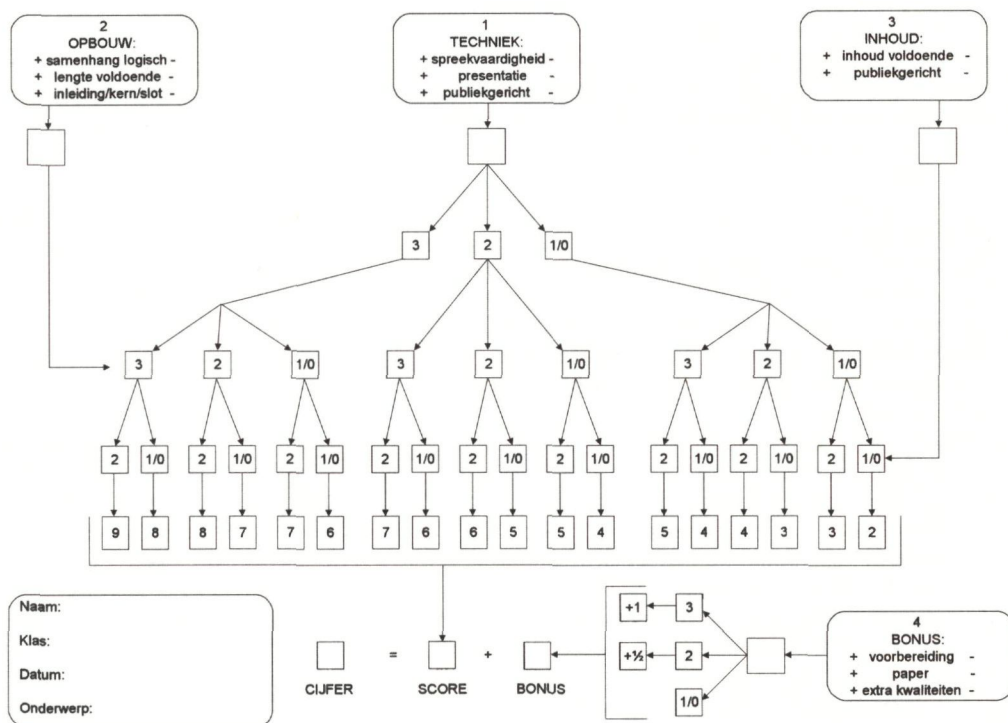 2
OPBOUW:
+ samenhang logisch -
+ lengte voldoende -
+ inleiding/kern/slot -
1
TECHNIEK:
+ spreekvaardigheid -
+ presentatie -
+ publiekgericht -
3
INHOUD:
+ inhoud voldoende -
+ publiekgericht -
3 2 1/0
3 2 1/0 3 2 1/0 3 2 1/0
2 1/0 2 1/0 2 1/0 2 1/0 2 1/0 2 1/0 2 1/0 2 1/0 2 1/0
9 8 8 7 7 6 7 6 6 5 5 4 5 4 4 3 3 2
Naam:
Klas:
Datum:
Onderwerp:
= +
CIJFER SCORE BONUS
+1 3
+½ 2
1/0
4
BONUS:
+ voorbereiding -
+ paper -
+ extra kwaliteiten -